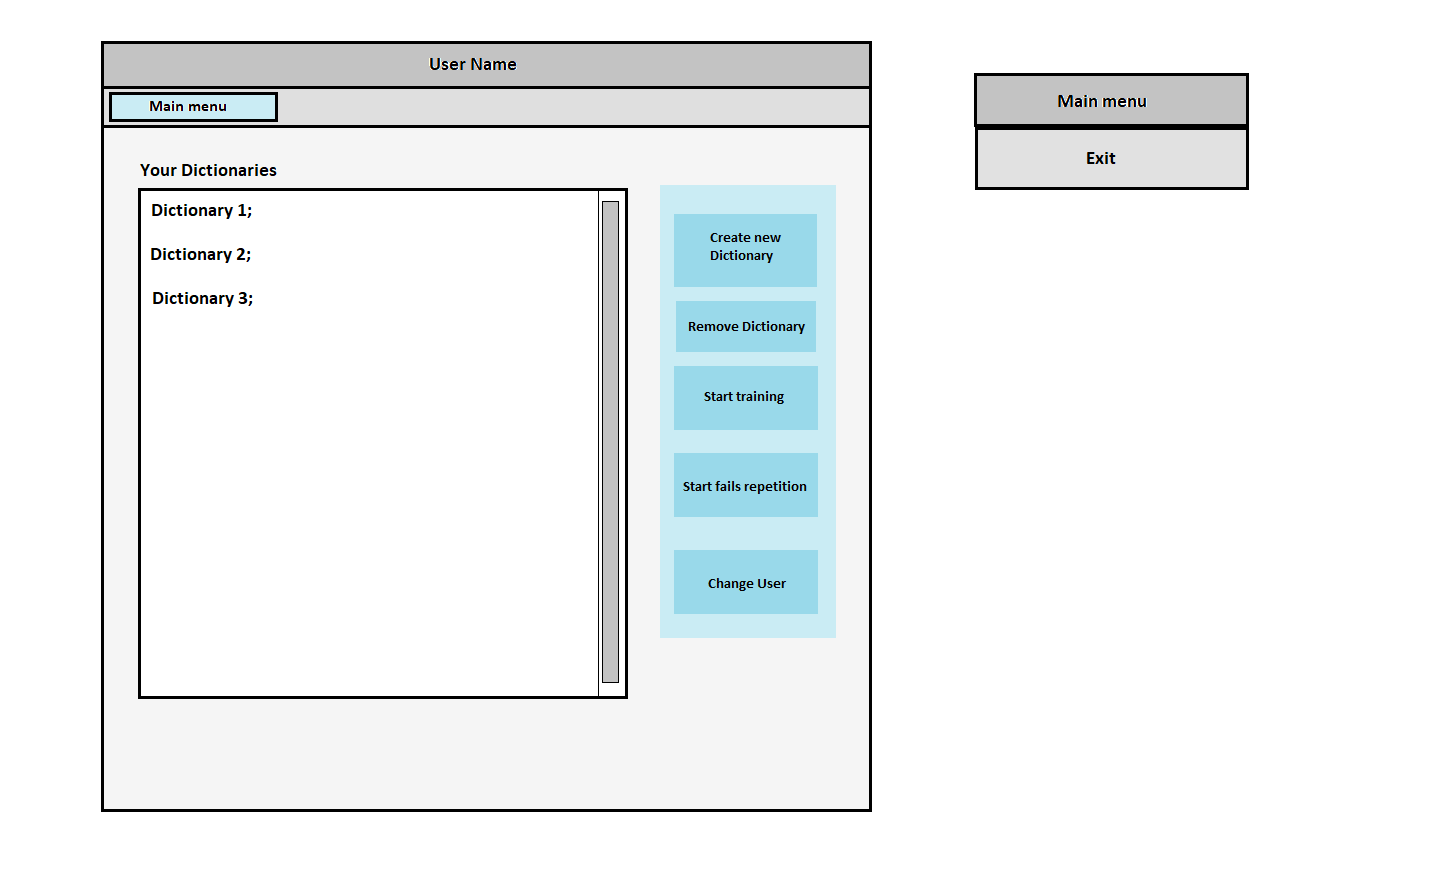 User Name
Main menu
Your Dictionaries
Dictionary 1;
Dictionary 2;
Dictionary 3;
Create new
Dictionary
Remove Dictionary
Start training
Start fails repetition
Change User
Main menu
Exit